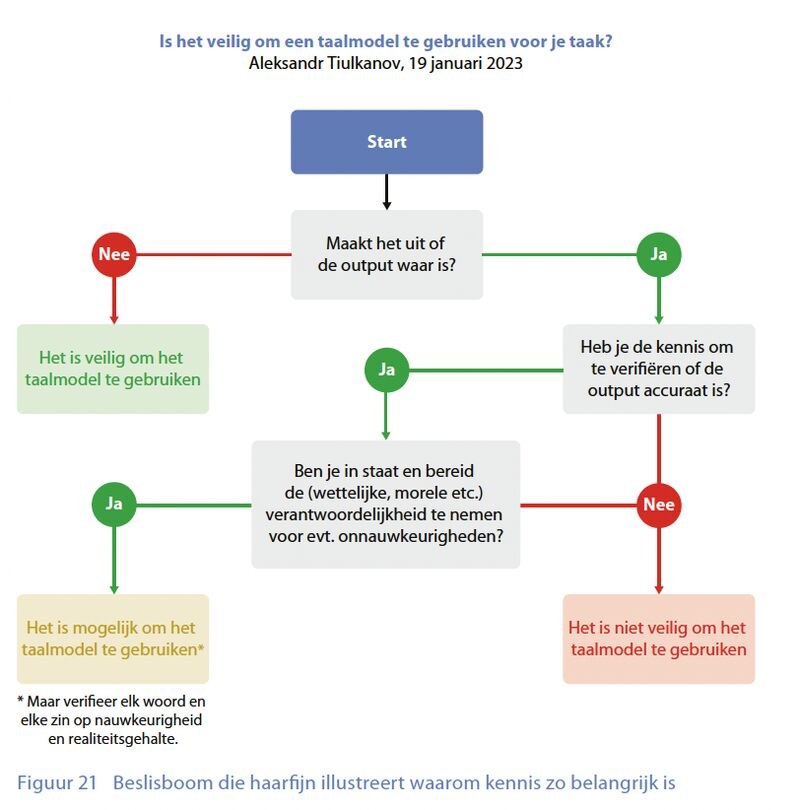 Is het veilig om een taalmodel te gebruiken voor je taak?
Aleksandr Tiulkanov, 19 januari 2023
Start
Maakt het uit of
de output waar is?
Nee
Ja
Het is veilig om het
taalmodel te gebruiken
Heb je de kennis om
te verifiëren of de
output accuraat is?
Ja
Ben je in staat en bereid
de (wettelijke, morele etc.)
verantwoordelijkheid te nemen
voor evt. onnauwkeurigheden?
Ja
Nee
Het is mogelijk om het
taalmodel te gebruiken*
Het is niet veilig om het
taalmodel te gebruiken
* Maar verifieer elk woord en
elke zin op nauwkeurigheid
en realiteitsgehalte.
Figuur 21 Beslisboom die haarfijn illustreert waarom kennis zo belangrijk is